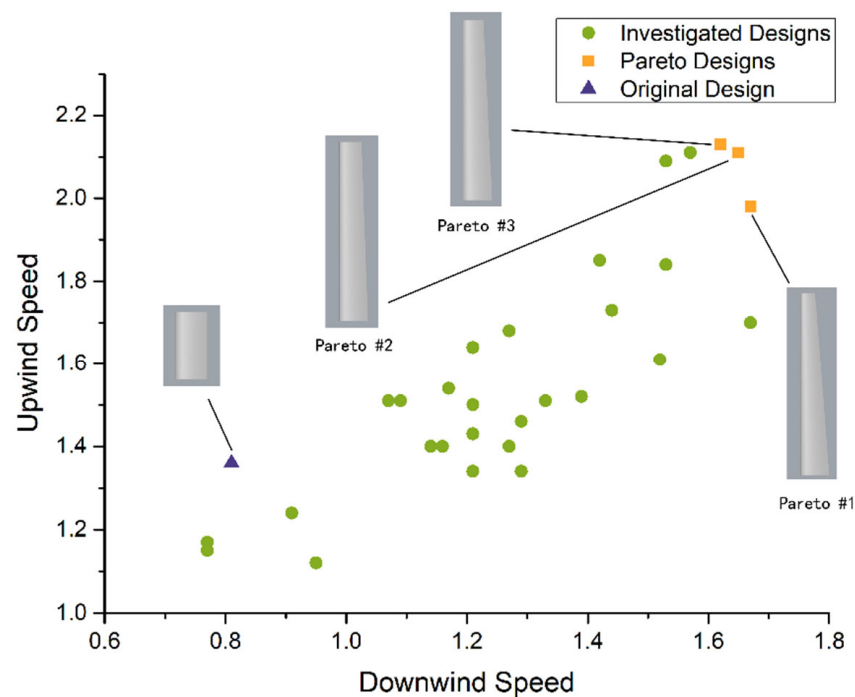 Investigated Designs
Pareto Designs
Original Design
Pareto #3
Pareto #2
Pareto #1
Upwind Speed
2.2
2.0
1.8
1.6
1.4
1.2
1.0
0.6
0.8
1.0
1.2
1.4
1.6
1.8
Downwind Speed